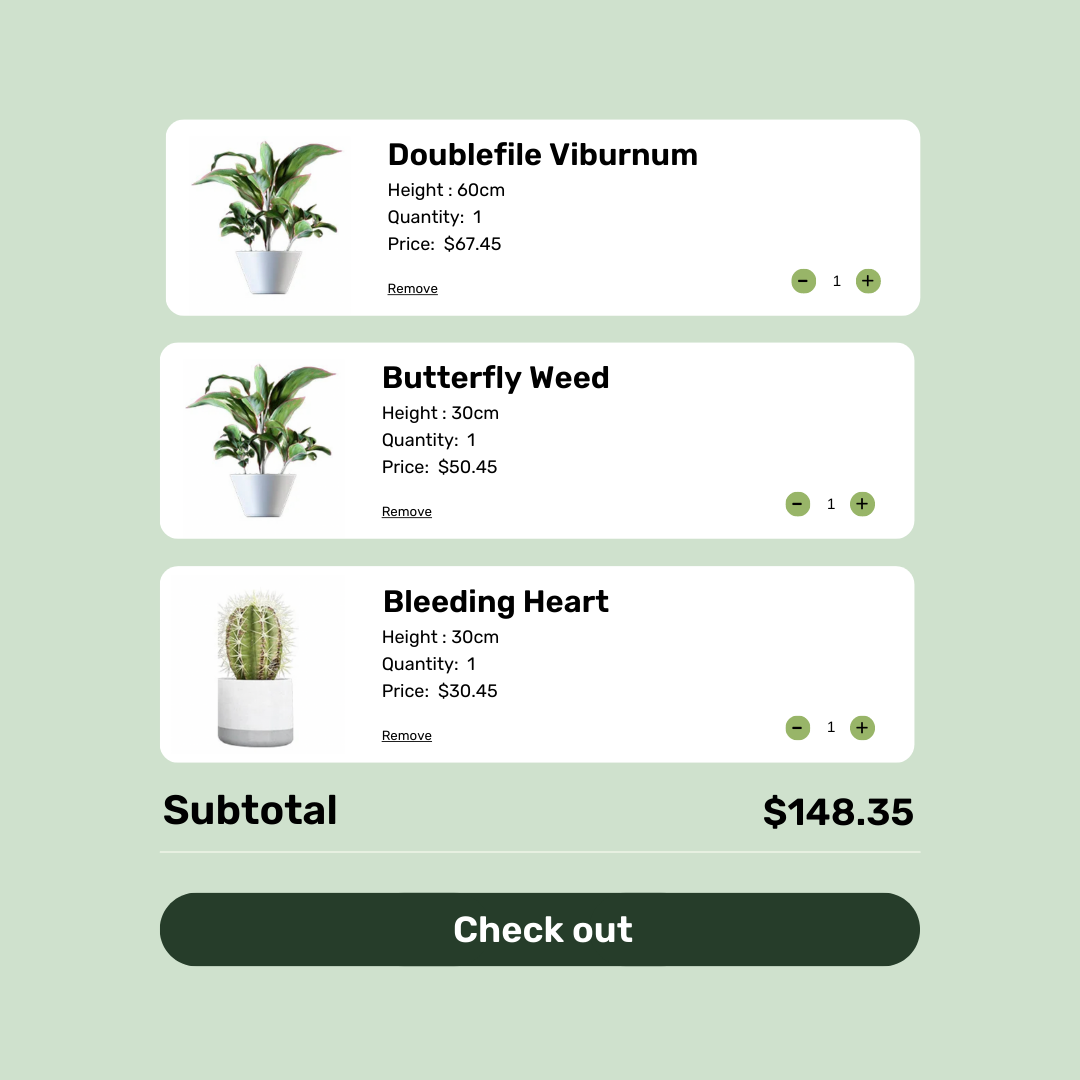 Doublefile Viburnum
Height : 60cm
Quantity: 1
Price: $67.45
Remove
- 1 +
Butterfly Weed
Height : 30cm
Quantity: 1
Price: $50.45
Remove
- 1 +
Bleeding Heart
Height : 30cm
Quantity: 1
Price: $30.45
Remove
- 1 +
Subtotal $148.35
Check out